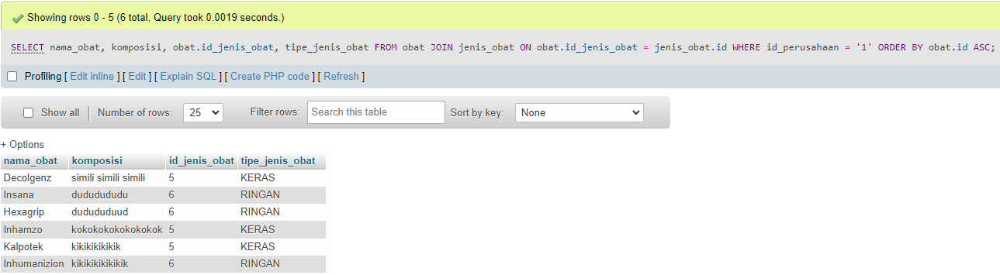 Showing rows 0 - 5 (6 total, Query took 0.0019 seconds.)
SELECT nama_obat, komposisi, obat.id_jenis_obat, tipe_jenis_obat FROM obat JOIN jenis_obat ON obat.id_jenis_obat = jenis_obat.id WHERE id_perusahaan = '1' ORDER BY obat.id ASC;
Profiling [ Edit inline ] [ Edit ] [ Explain SQL ] [ Create PHP code ] [ Refresh ]
Show all | Number of rows: 25 Filter rows: Search this table Sort by key: None
+ Options
nama_obat komposisi id_jenis_obat tipe_jenis_obat
Decolgenz simili simili simili 5 KERAS
Insana dududududu 6 RINGAN
Hexagrip dudududuud 6 RINGAN
Inhamzo kokokokokokokokok 5 KERAS
Kalpotek kikikikikikik 5 KERAS
Inhumanizion kikikikikikikik 6 RINGAN